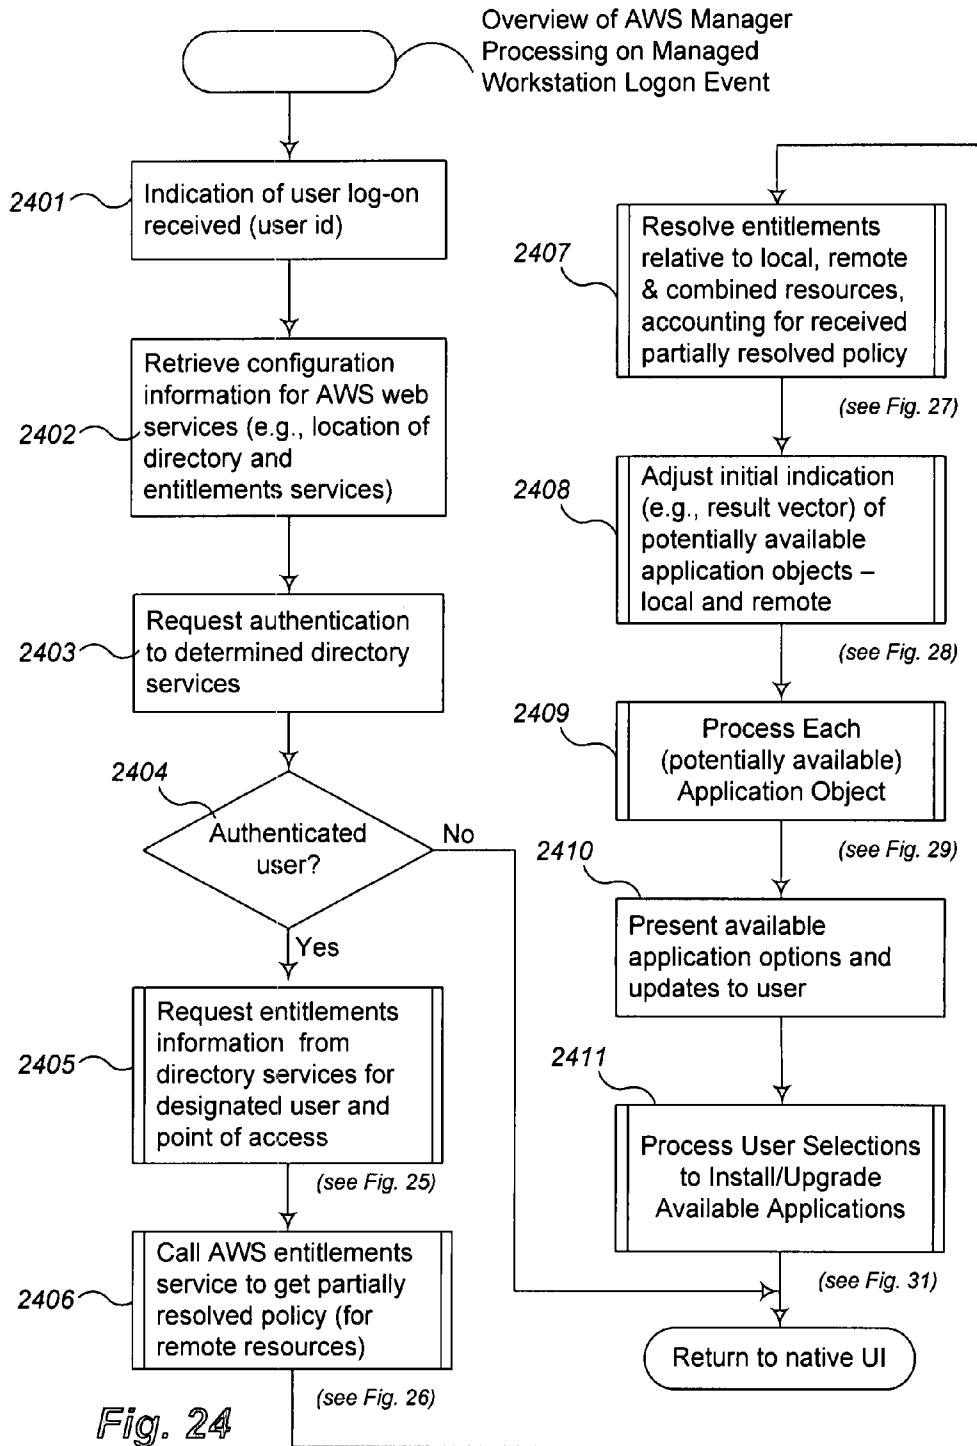 Overview of AWS Manager
Processing on Managed
Workstation Logon Event
2401
Indication of user log-on
received (user id)
2402
Retrieve configuration
information for AWS web
services (e.g., location of
directory and
entitlements services)
2403
Request authentication
to determined directory
services
2404
Authenticated
user?
No
Yes
2405
Request entitlements
information from
directory services for
designated user and
point of access
(see Fig. 25)
2406
Call AWS entitlements
service to get partially
resolved policy (for
remote resources)
(see Fig. 26)
2407
Resolve entitlements
relative to local, remote
& combined resources,
accounting for received
partially resolved policy
(see Fig. 27)
2408
Adjust initial indication
(e.g., result vector) of
potentially available
application objects –
local and remote
(see Fig. 28)
2409
Process Each
(potentially available)
Application Object
(see Fig. 29)
2410
Present available
application options and
updates to user
2411
Process User Selections
to Install/Upgrade
Available Applications
(see Fig. 31)
Return to native UI
Fig. 24